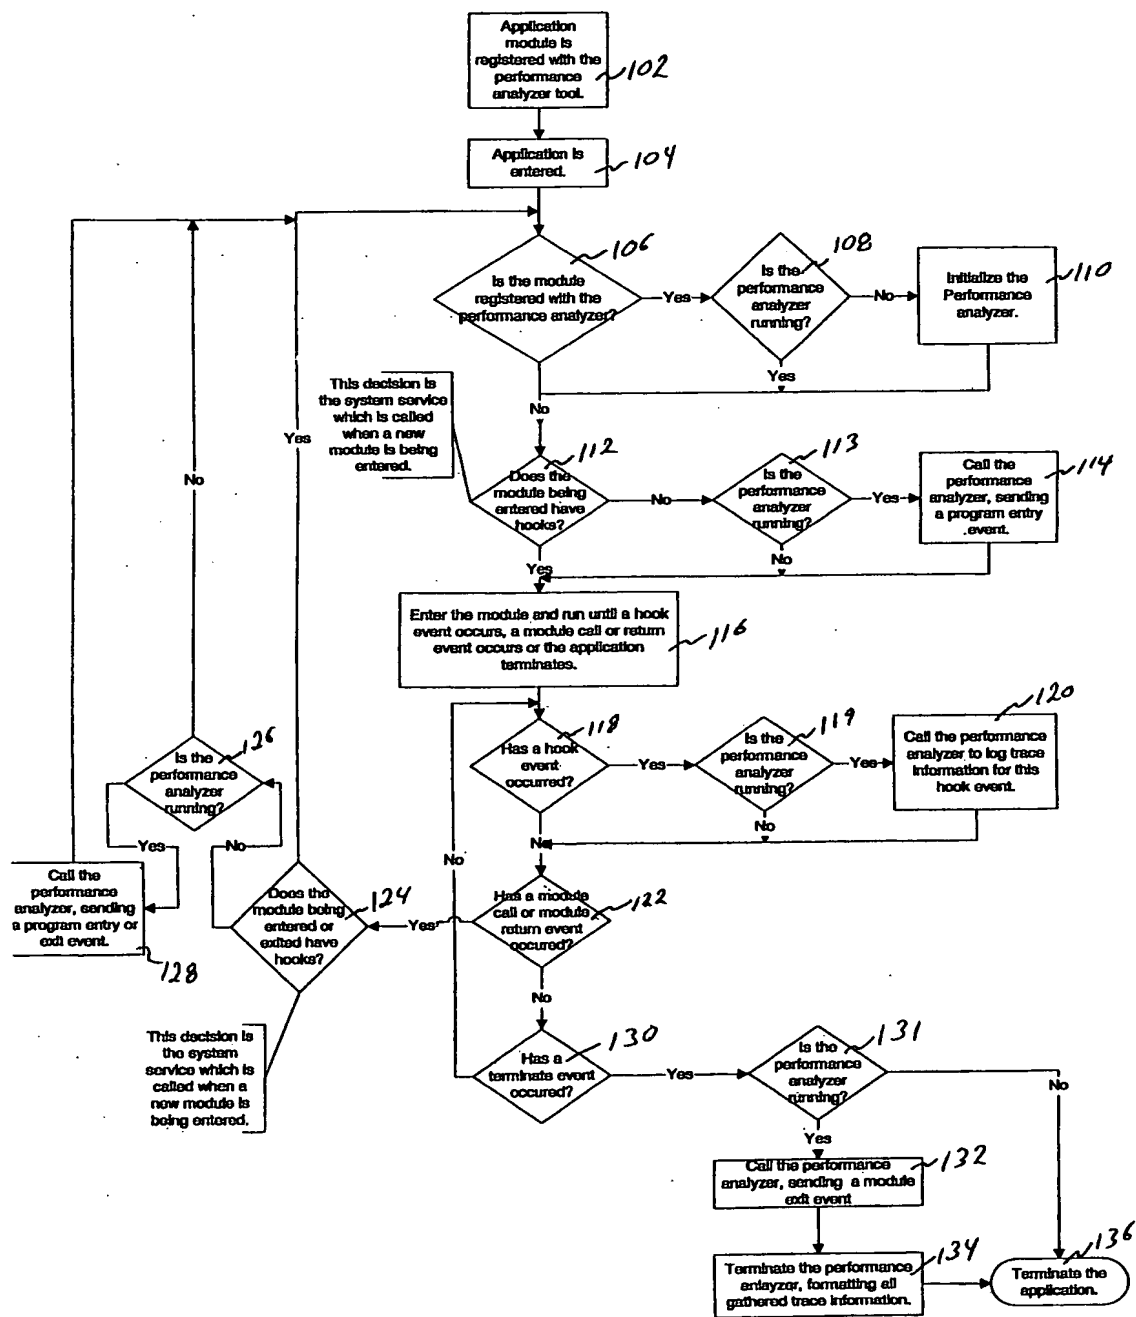 Application
module is
registered with the
performance
analyzer tool.
102
Application is
entered.
104
106
Is the module
registered with the
performance analyzer?
Yes
108
Is the
performance
analyzer
running?
No
Initialize the
Performance
analyzer.
110
Yes
No
This decision is
the system service
which is called
when a new
module is being
entered.
Yes
No
112
Does the
module being
entered have
hooks?
No
113
Is the
performance
analyzer
running?
Yes
Call the
performance
analyzer, sending
a program entry
event.
114
No
Yes
Enter the module and run until a hook
event occurs, a module call or return
event occurs or the application
terminates.
116
118
Has a hook
event
occurred?
Yes
119
Is the
performance
analyzer
running?
Yes
120
Call the performance
analyzer to log trace
information for this
hook event.
No
No
No
126
Is the
performance
analyzer
running?
Yes
No
Call the
performance
analyzer, sending
a program entry or
exit event.
128
Does the
module being
entered or
exited have
hooks?
124
Yes
Has a module
call or module
return event
occured?
122
No
This decision is
the system
service which is
called when a
new module is
being entered.
130
Has a
terminate event
occured?
Yes
131
Is the
performance
analyzer
running?
No
Yes
Call the performance
analyzer, sending a module
exit event
132
Terminate the performance
anlayzer, formatting all
gathered trace information.
134
Terminate the
application.
136